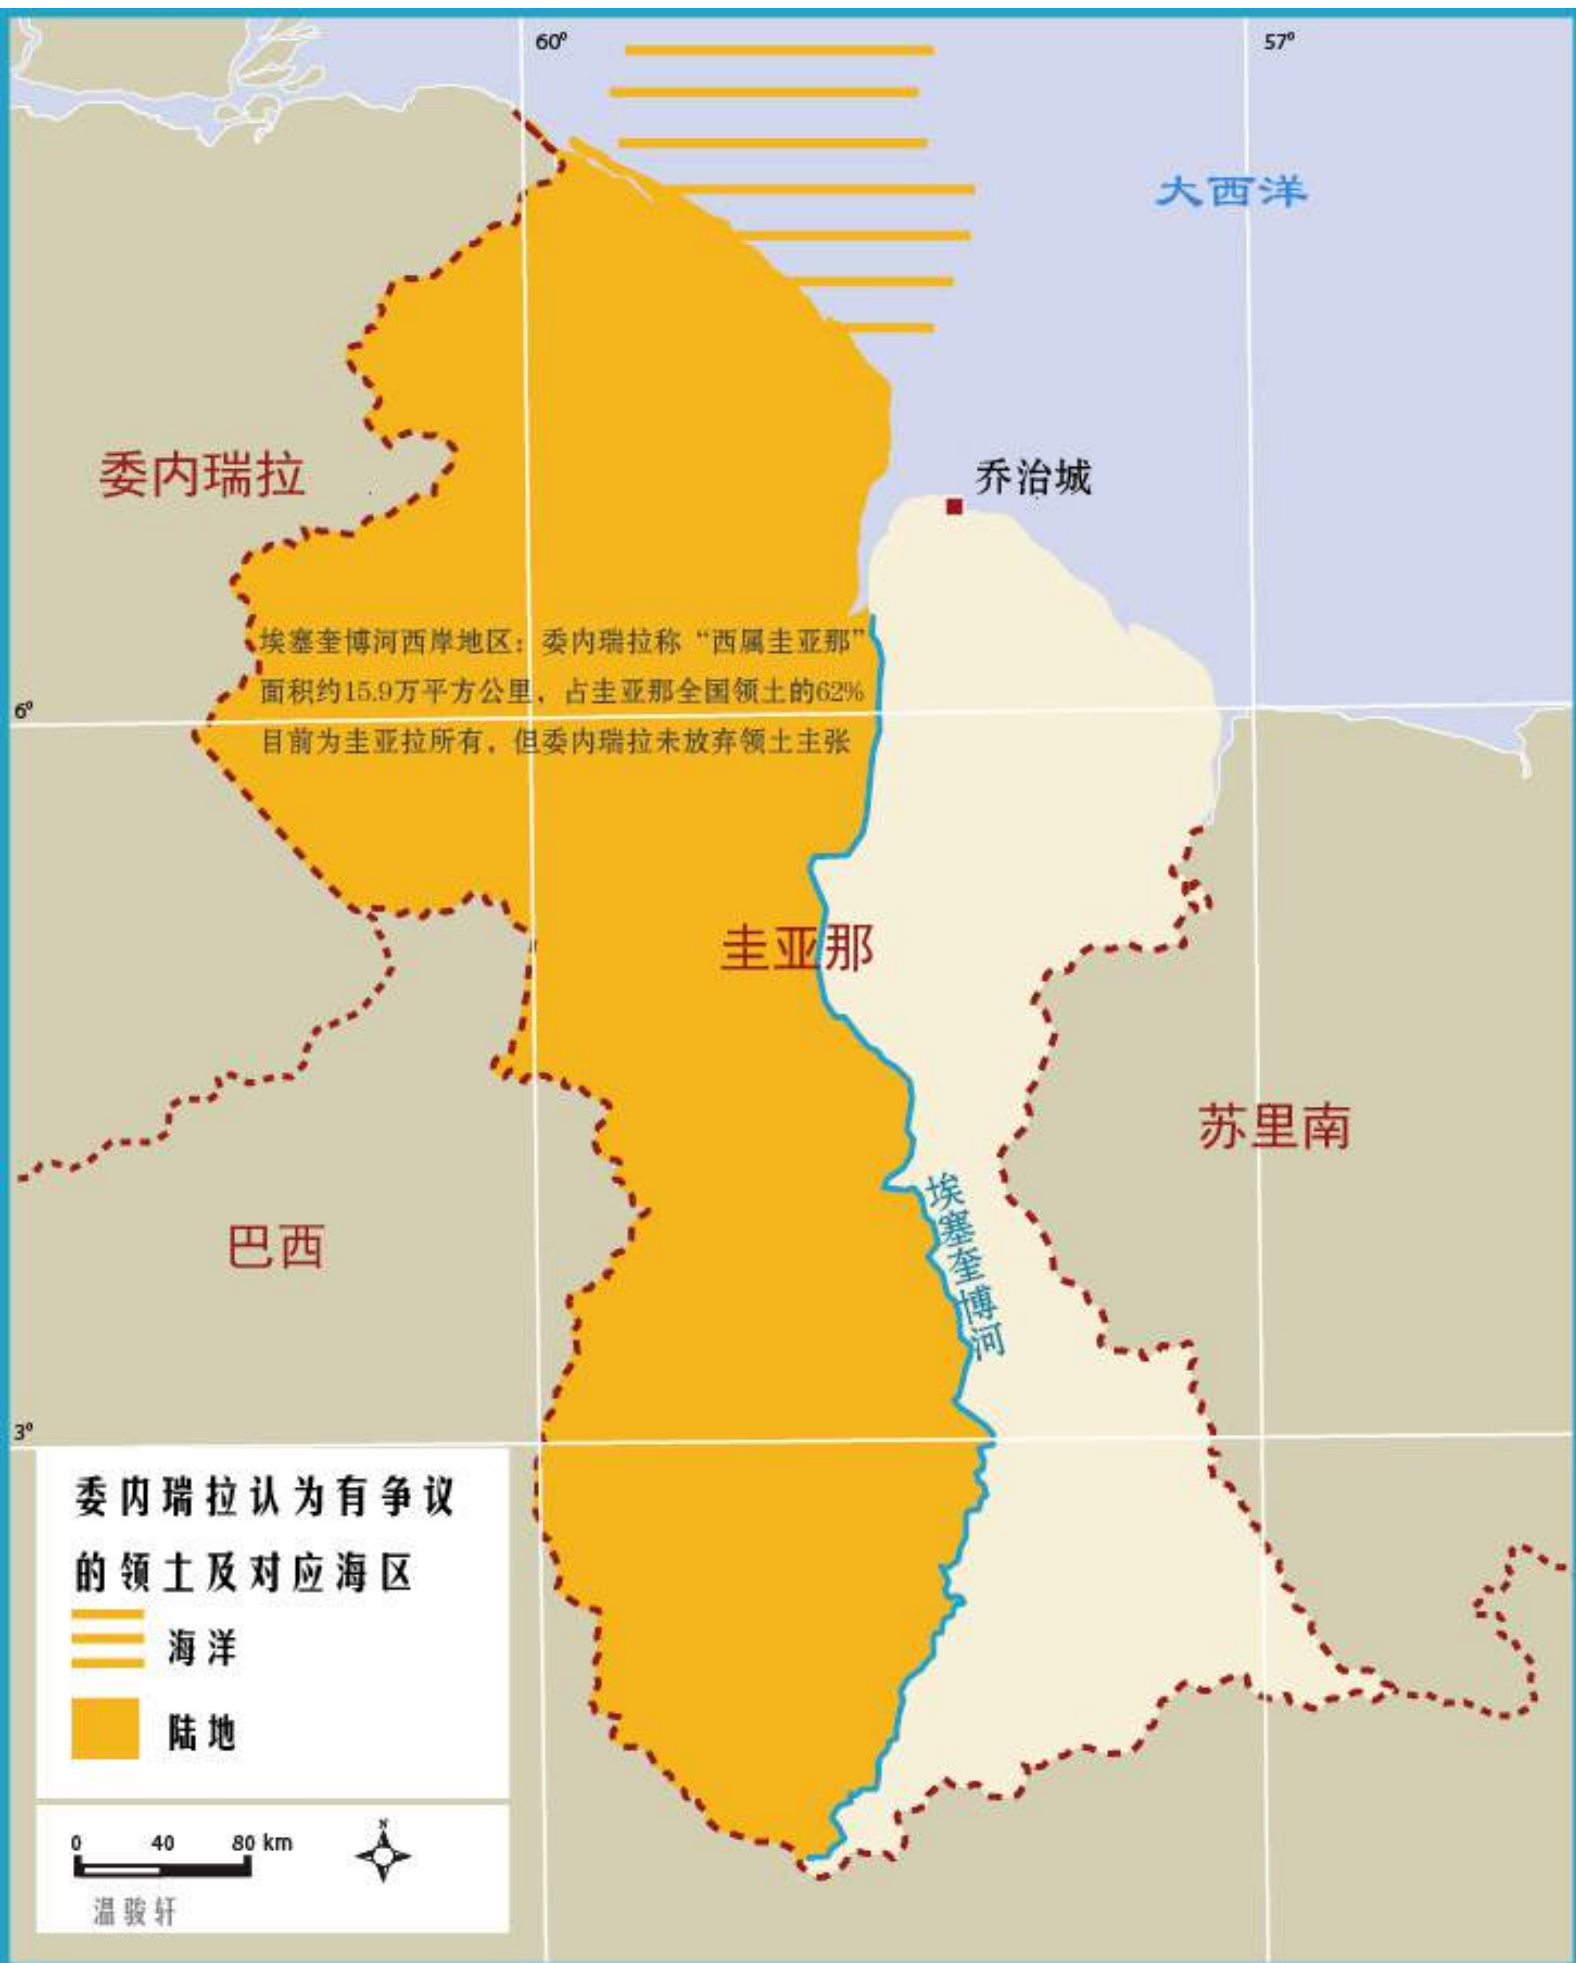 60⁰
57⁰
大西洋
委内瑞拉
乔治城
埃塞奎博河西岸地区：委内瑞拉称“西属圭亚那”
面积约15.9万平方公里，占圭亚那全国领土的62%
目前为圭亚拉所有，但委内瑞拉未放弃领土主张
6⁰
圭亚那
苏里南
埃塞奎博河
巴西
3⁰
委内瑞拉认为有争议
的领土及对应海区
海洋
陆地
0 40 80 km
N
温骏轩